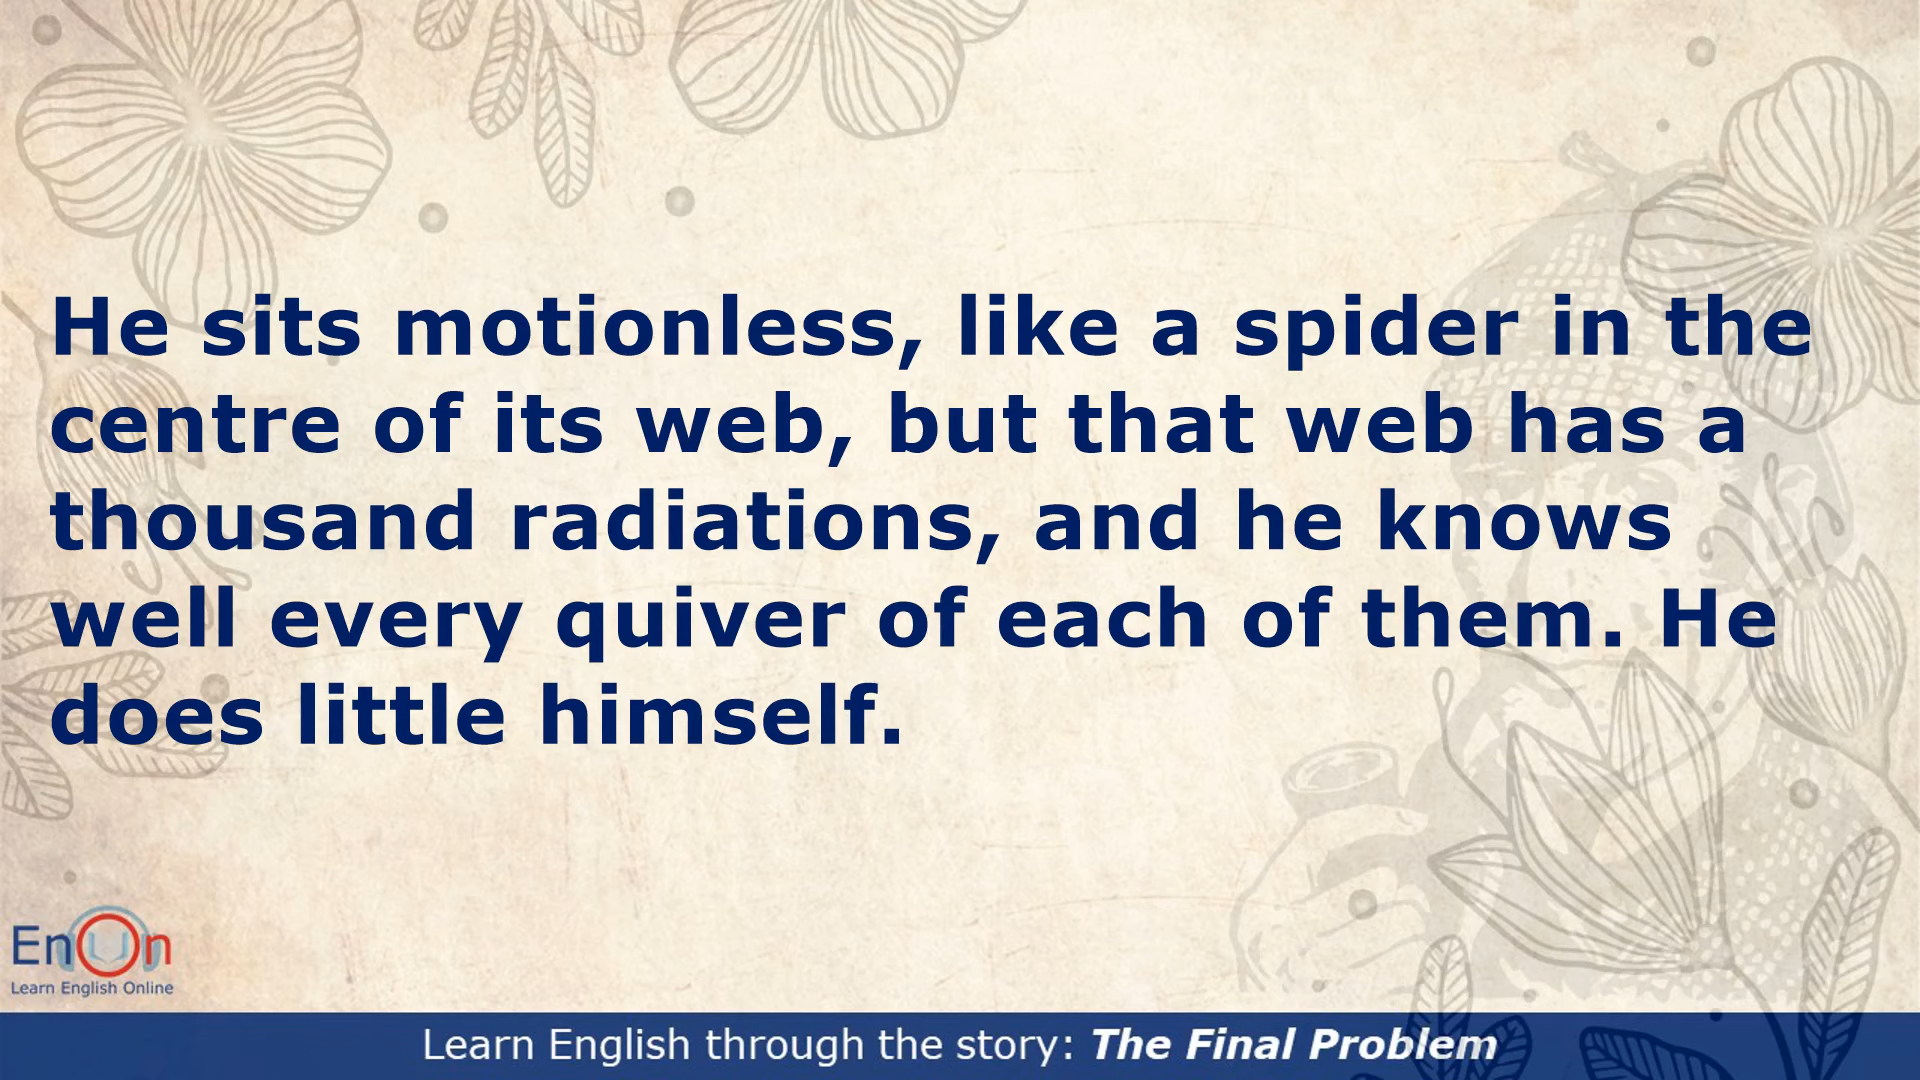 He sits motionless, like a spider in the
centre of its web, but that web has a
thousand radiations, and he knows
well every quiver of each of them. He
does little himself.
EnOn
Learn English Online
Learn English through the story: The Final Problem